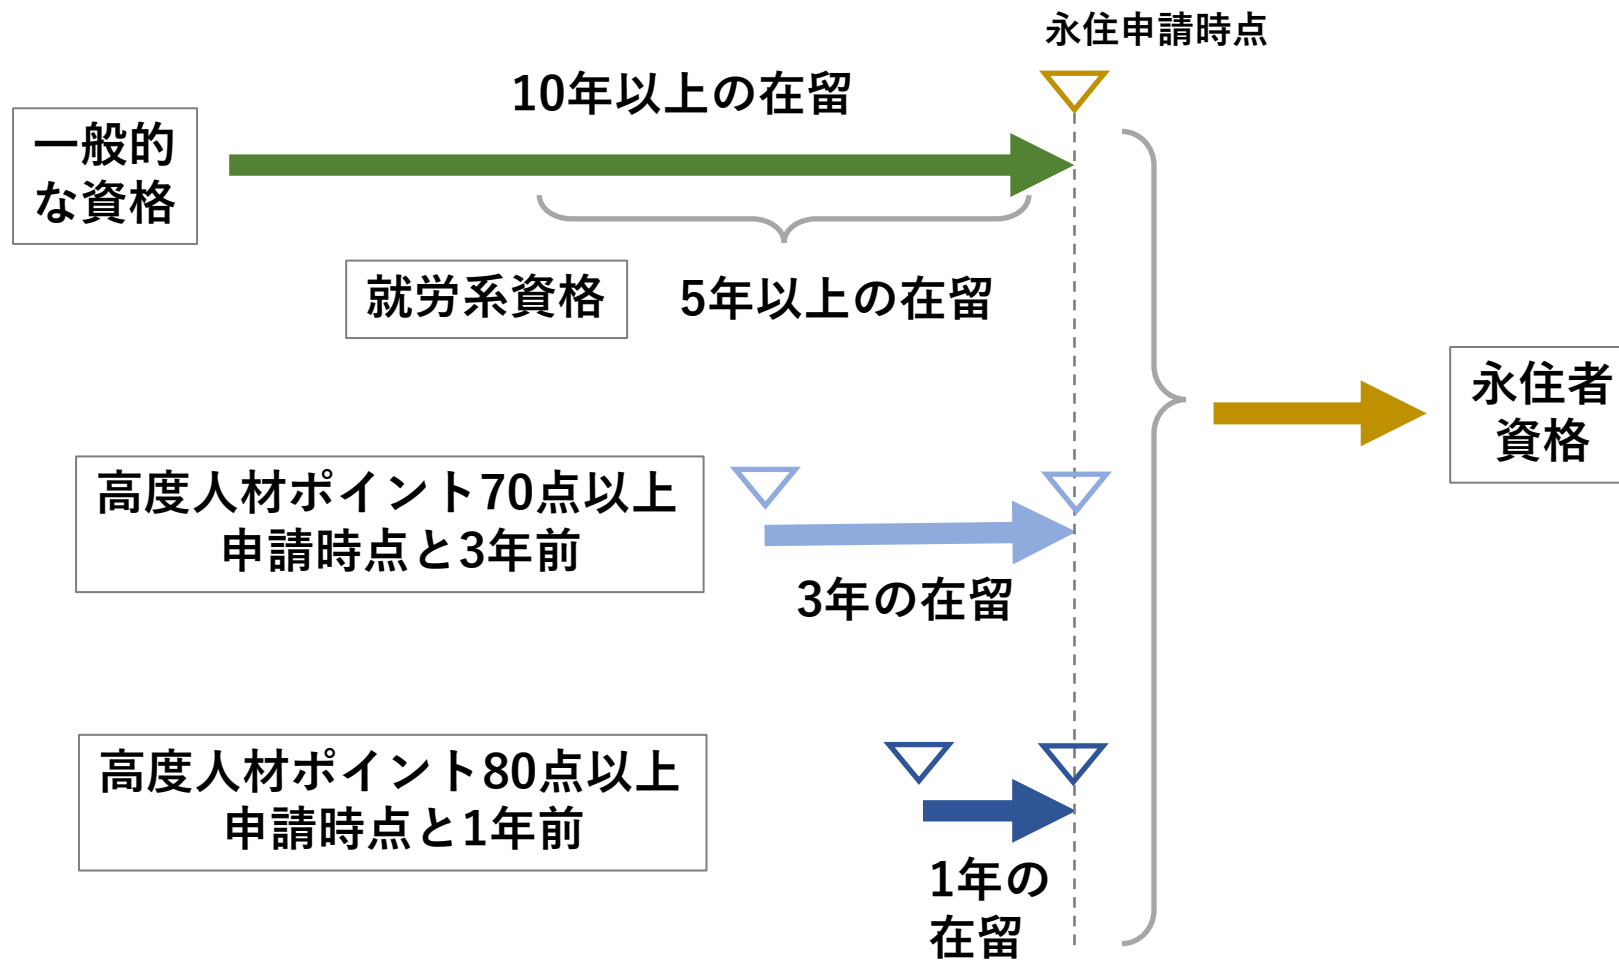 永住申請時点
10年以上の在留
一般的
な資格
就労系資格
5年以上の在留
永住者
資格
高度人材ポイント70点以上
申請時点と3年前
3年の在留
高度人材ポイント80点以上
申請時点と1年前
1年の
在留